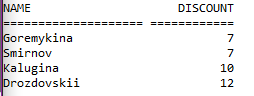 NAME DISCOUNT
===================== ============
Goremykina 7
Smirnov 7
Kalugina 10
Drozdovskii 12